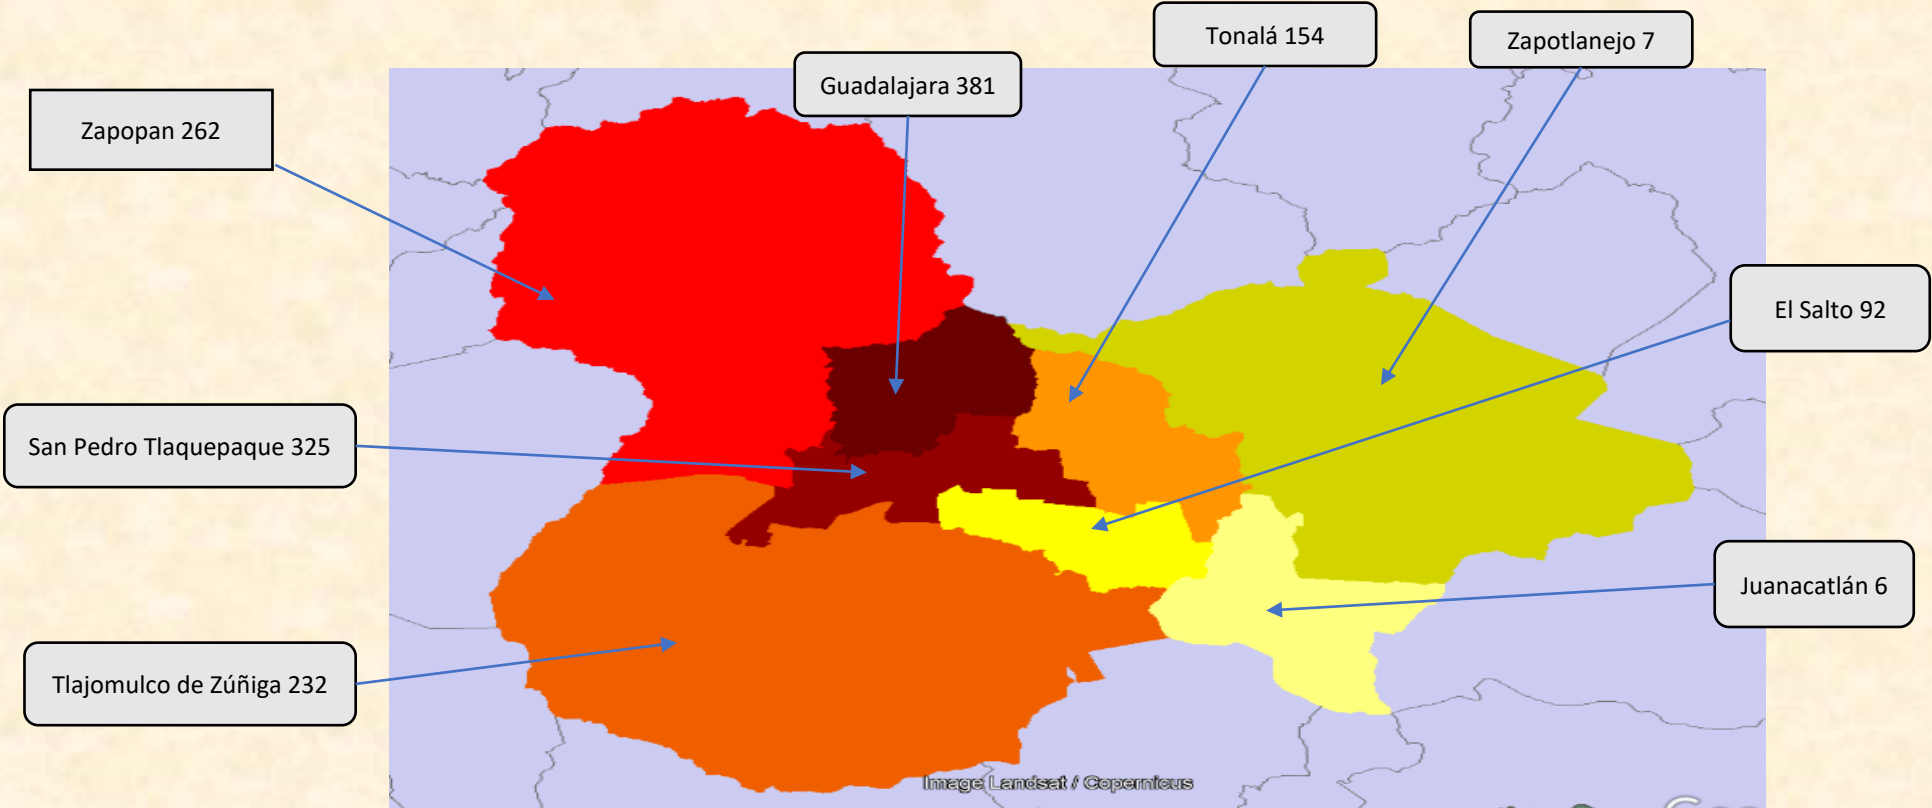 Tonalá 154
Zapotlanejo 7
Guadalajara 381
Zapopan 262
El Salto 92
San Pedro Tlaquepaque 325
Juanacatlán 6
Tlajomulco de Zúñiga 232
Image Landsat / Copernicus